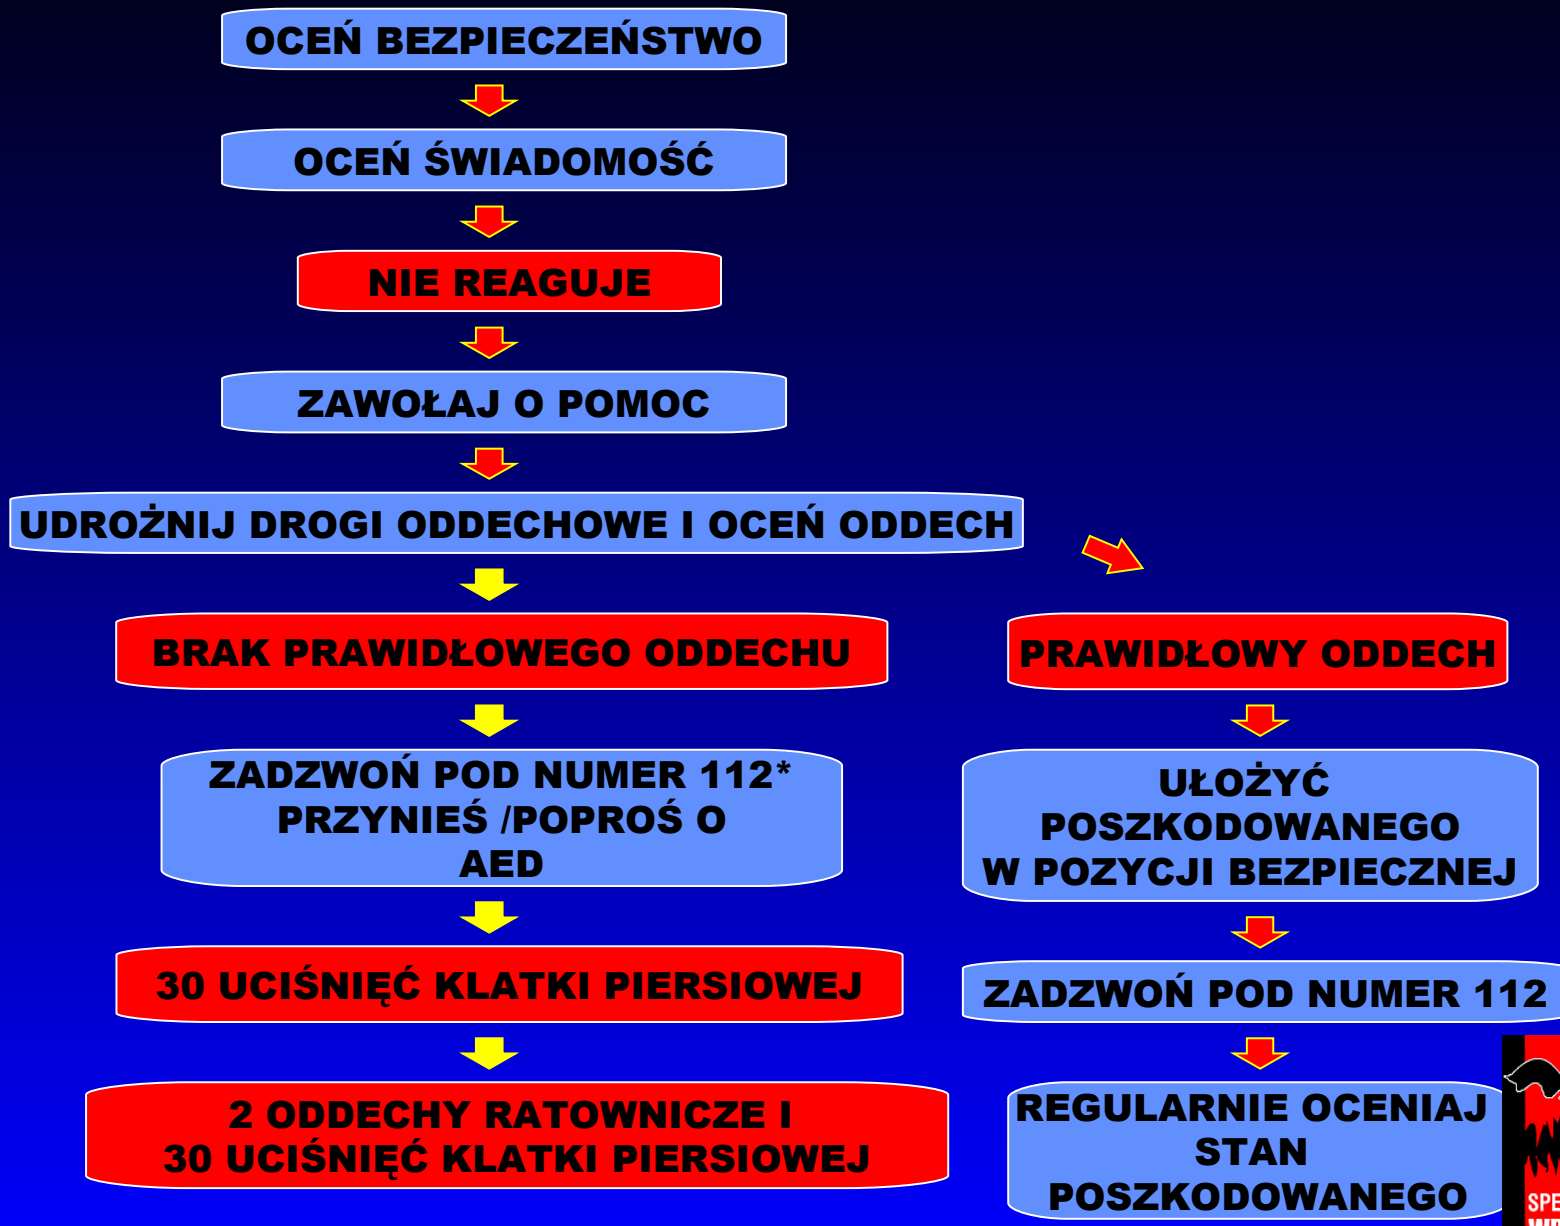 OCEŃ BEZPIECZEŃSTWO
OCEŃ ŚWIADOMOŚĆ
NIE REAGUJE
ZAWOŁAJ O POMOC
UDROŻNIJ DROGI ODDECHOWE I OCEŃ ODDECH
BRAK PRAWIDŁOWEGO ODDECHU
ZADZWOŃ POD NUMER 112*
PRZYNIEŚ /POPROŚ O
AED
30 UCIŚNIĘĆ KLATKI PIERSIOWEJ
2 ODDECHY RATOWNICZE I
30 UCIŚNIĘĆ KLATKI PIERSIOWEJ
PRAWIDŁOWY ODDECH
UŁOŻYĆ
POSZKODOWANEGO
W POZYCJI BEZPIECZNEJ
ZADZWOŃ POD NUMER 112
REGULARNIE OCENIAJ
STAN
POSZKODOWANEGO
SPE